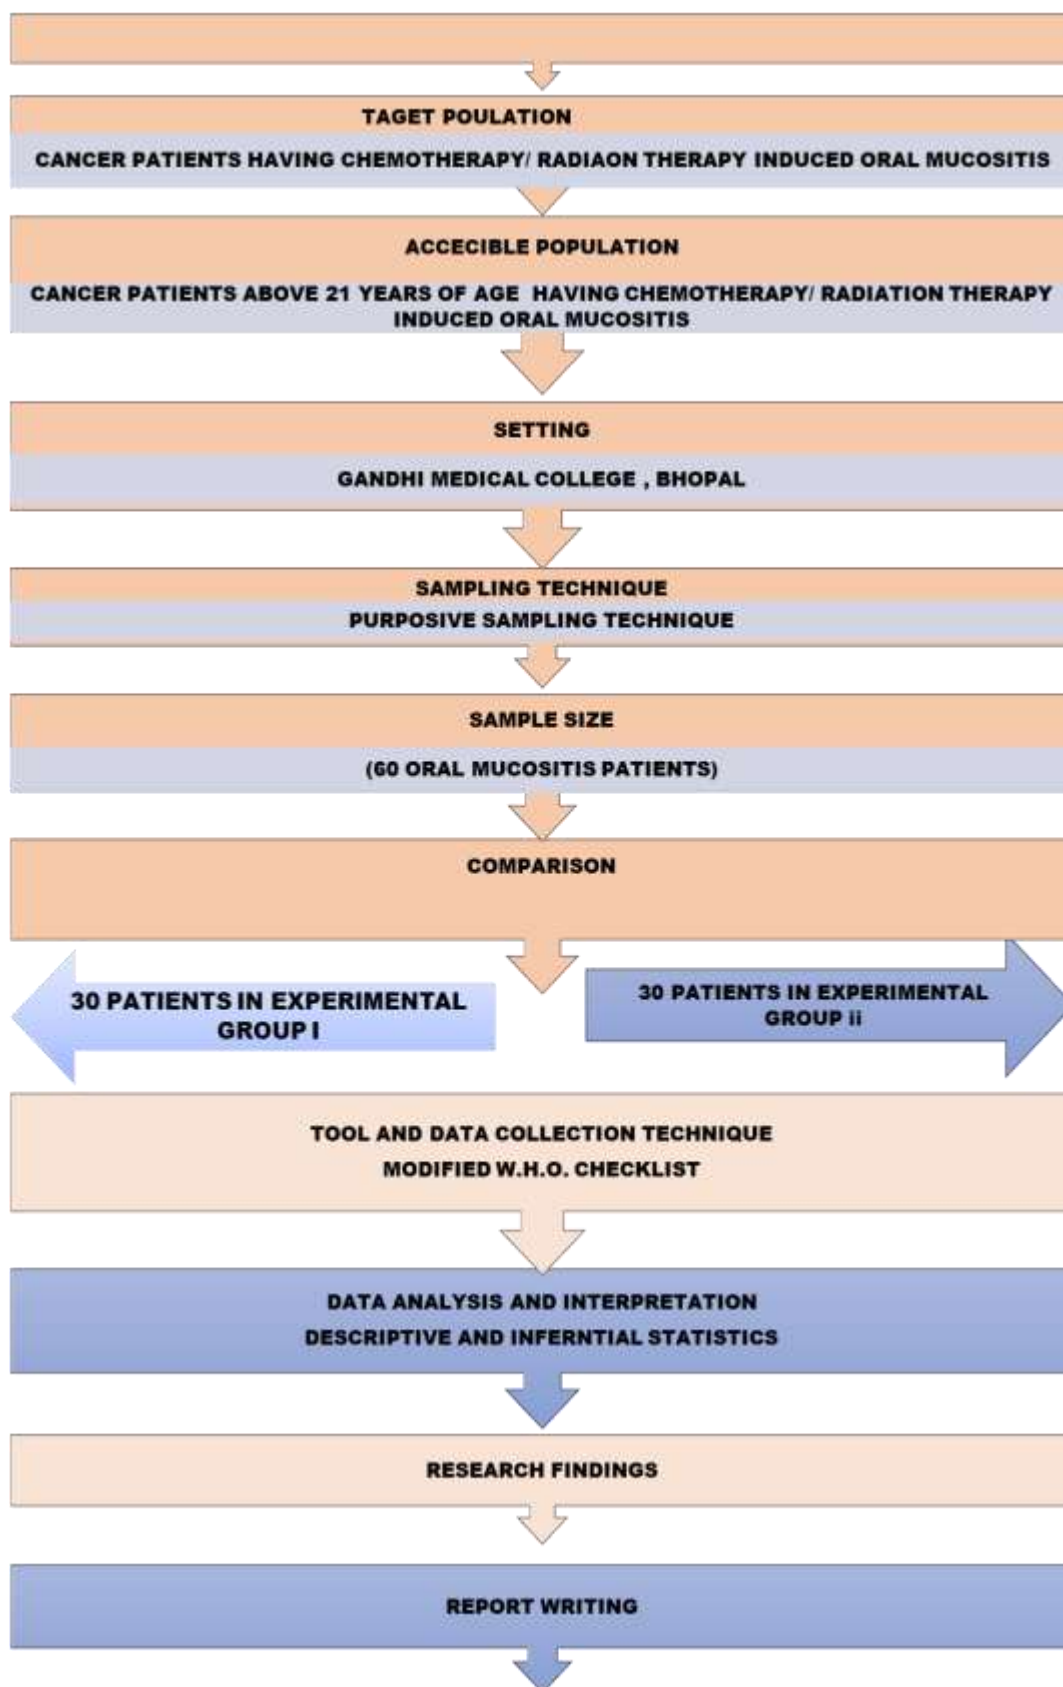 TAGET POULATION
CANCER PATIENTS HAVING CHEMOTHERAPY/ RADIAON THERAPY INDUCED ORAL MUCOSITIS
ACCECIBLE POPULATION
CANCER PATIENTS ABOVE 21 YEARS OF AGE HAVING CHEMOTHERAPY/ RADIATION THERAPY
INDUCED ORAL MUCOSITIS
SETTING
GANDHI MEDICAL COLLEGE , BHOPAL
SAMPLING TECHNIQUE
PURPOSIVE SAMPLING TECHNIQUE
SAMPLE SIZE
(60 ORAL MUCOSITIS PATIENTS)
COMPARISON
30 PATIENTS IN EXPERIMENTAL
GROUP I
30 PATIENTS IN EXPERIMENTAL
GROUP ii
TOOL AND DATA COLLECTION TECHNIQUE
MODIFIED W.H.O. CHECKLIST
DATA ANALYSIS AND INTERPRETATION
DESCRIPTIVE AND INFERNTIAL STATISTICS
RESEARCH FINDINGS
REPORT WRITING